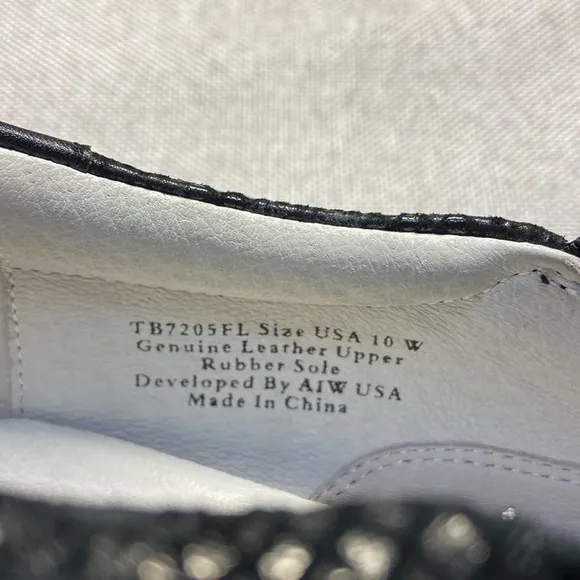 TB7205FL Size USA 10 W
Genuine Leather Upper
Rubber Sole
Developed By AIW USA
Made In China